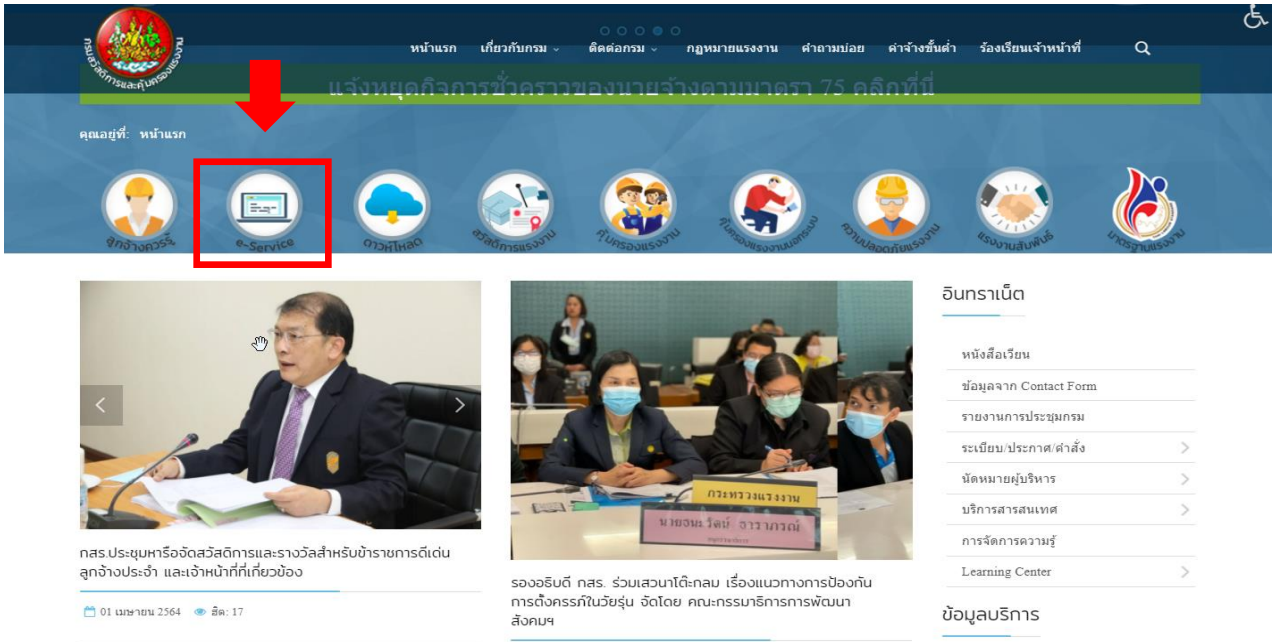 กรมสวัสดิการและคุ้มครองแรงงาน
หน้าแรก เกี่ยวกับกรม ติดต่อกรม กฎหมายแรงงาน คำถามบ่อย ค่าจ้างขั้นต่ำ ร้องเรียนเจ้าหน้าที่
แจ้งหยุดกิจการชั่วคราวของนายจ้างตามมาตรา 75 คลิกที่นี่
คุณอยู่ที่: หน้าแรก
ลูกจ้างควรรู้ e-Service ดาวน์โหลด สวัสดิการแรงงาน คุ้มครองแรงงาน คุ้มครองแรงงานนอกระบบ ความปลอดภัยแรงงาน แรงงานสัมพันธ์ มาตรฐานแรงงาน
กสร.ประชุมหารือจัดสวัสดิการและรางวัลสำหรับข้าราชการดีเด่น
ลูกจ้างประจำ และเจ้าหน้าที่ที่เกี่ยวข้อง
01 เมษายน 2564 ฮิต: 17
กระทรวงแรงงาน
รองอธิบดี กสร. ร่วมเสวนาโต๊ะกลม เรื่องแนวทางการป้องกัน
การตั้งครรภ์ในวัยรุ่น จัดโดย คณะกรรมาธิการการพัฒนา
สังคมฯ
อินทราเน็ต
หนังสือเวียน
ข้อมูลจาก Contact Form
รายงานการประชุมกรม
ระเบียบ/ประกาศ/คำสั่ง
นัดหมายผู้บริหาร
บริการสารสนเทศ
การจัดการความรู้
Learning Center
ข้อมูลบริการ